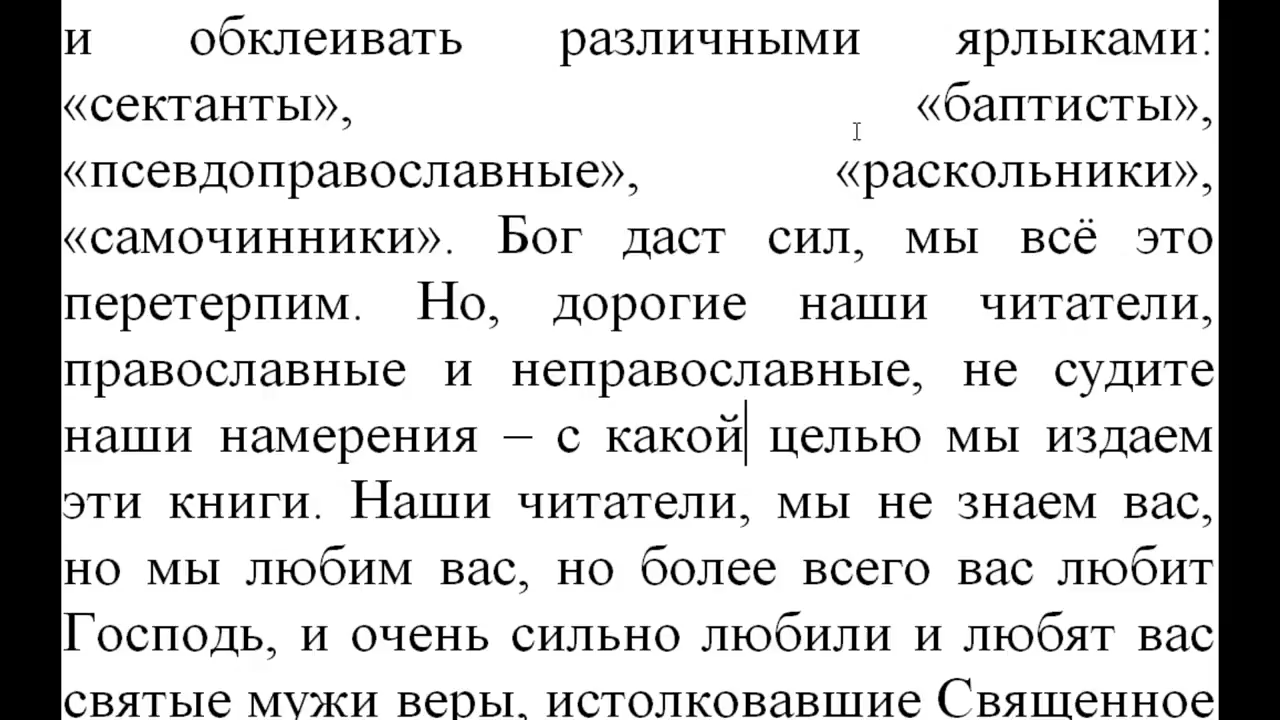 и обклеивать различными ярлыками:
«сектанты», «баптисты»,
«псевдоправославные», «раскольники»,
«самочинники». Бог даст сил, мы всё это
перетерпим. Но, дорогие наши читатели,
православные и неправославные, не судите
наши намерения – с какой целью мы издаем
эти книги. Наши читатели, мы не знаем вас,
но мы любим вас, но более всего вас любит
Господь, и очень сильно любили и любят вас
святые мужи веры, истолковавшие Священное